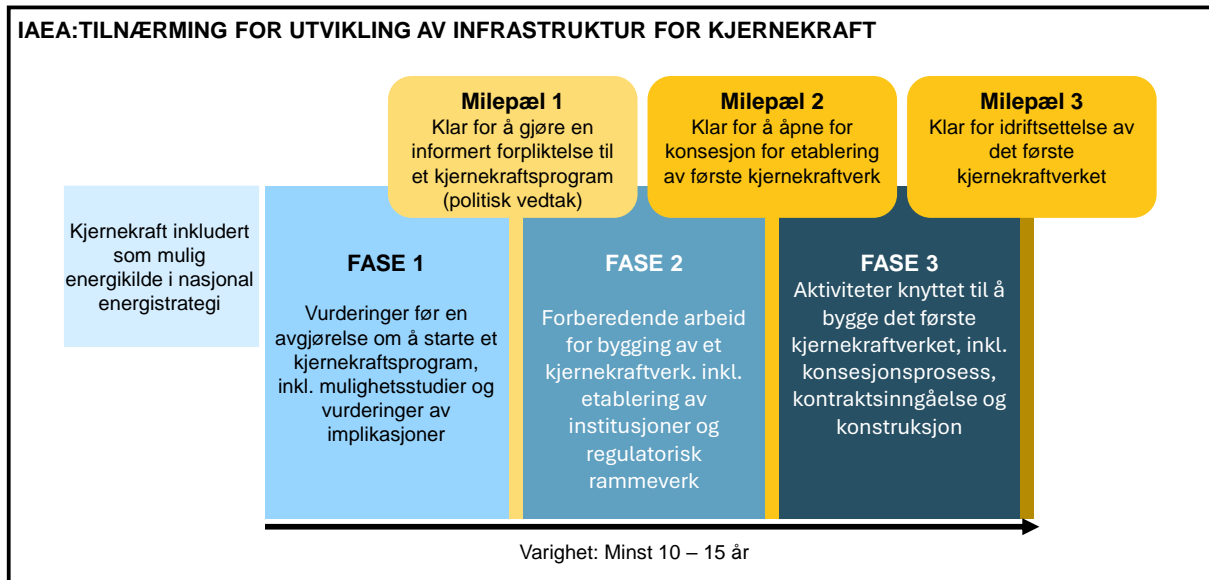 IAEA:TILNÆRMING FOR UTVIKLING AV INFRASTRUKTUR FOR KJERNEKRAFT
Milepæl 1
Klar for å gjøre en
informert forpliktelse til
et kjernekraftsprogram
(politisk vedtak)
Milepæl 2
Klar for å åpne for
konsesjon for etablering
av første kjernekraftverk
Milepæl 3
Klar for idriftsettelse av
det første
kjernekraftverket
Kjernekraft inkludert
som mulig
energikilde i nasjonal
energistrategi
FASE 1
Vurderinger før en
avgjørelse om å starte et
kjernekraftsprogram,
inkl. mulighetsstudier og
vurderinger av
implikasjoner
FASE 2
Forberedende arbeid
for bygging av et
kjernekraftverk. inkl.
etablering av
institusjoner og
regulatorisk
rammeverk
FASE 3
Aktiviteter knyttet til å
bygge det første
kjernekraftverket, inkl.
konsesjonsprosess,
kontraktsinngåelse og
konstruksjon
Varighet: Minst 10 – 15 år